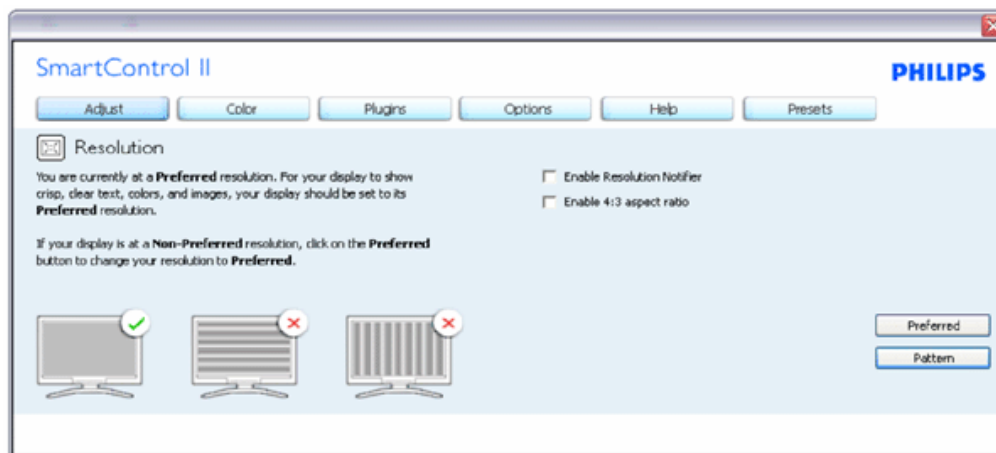 SmartControl II
PHILIPS
Adjust
Color
Plugins
Options
Help
Presets
Resolution
You are currently at a Preferred resolution. For your display to show
crisp, clear text, colors, and images, your display should be set to its
Preferred resolution.
If your display is at a Non-Preferred resolution, click on the Preferred
button to change your resolution to Preferred.
Enable Resolution Notifier
Enable 4:3 aspect ratio
Preferred
Pattern